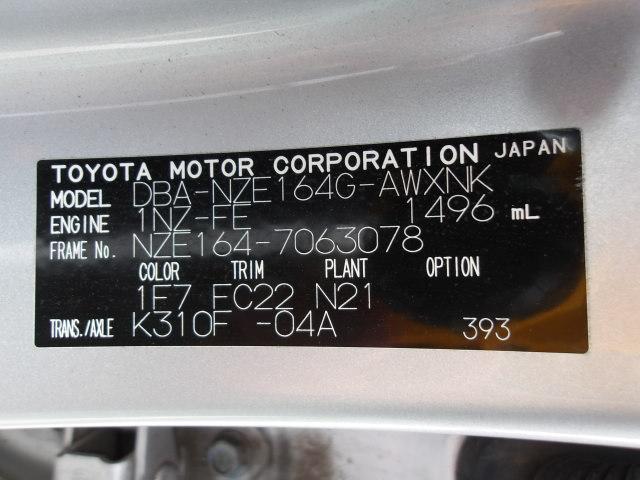 TOYOTA MOTOR CORPORATION JAPAN
MODEL DBA-NZE164G-AWXNK
ENGINE 1NZ-FE 1496 mL
FRAME No. NZE164-7063078
COLOR TRIM PLANT OPTION
1F7 FC22 N21
TRANS./AXLE K310F -04A 393